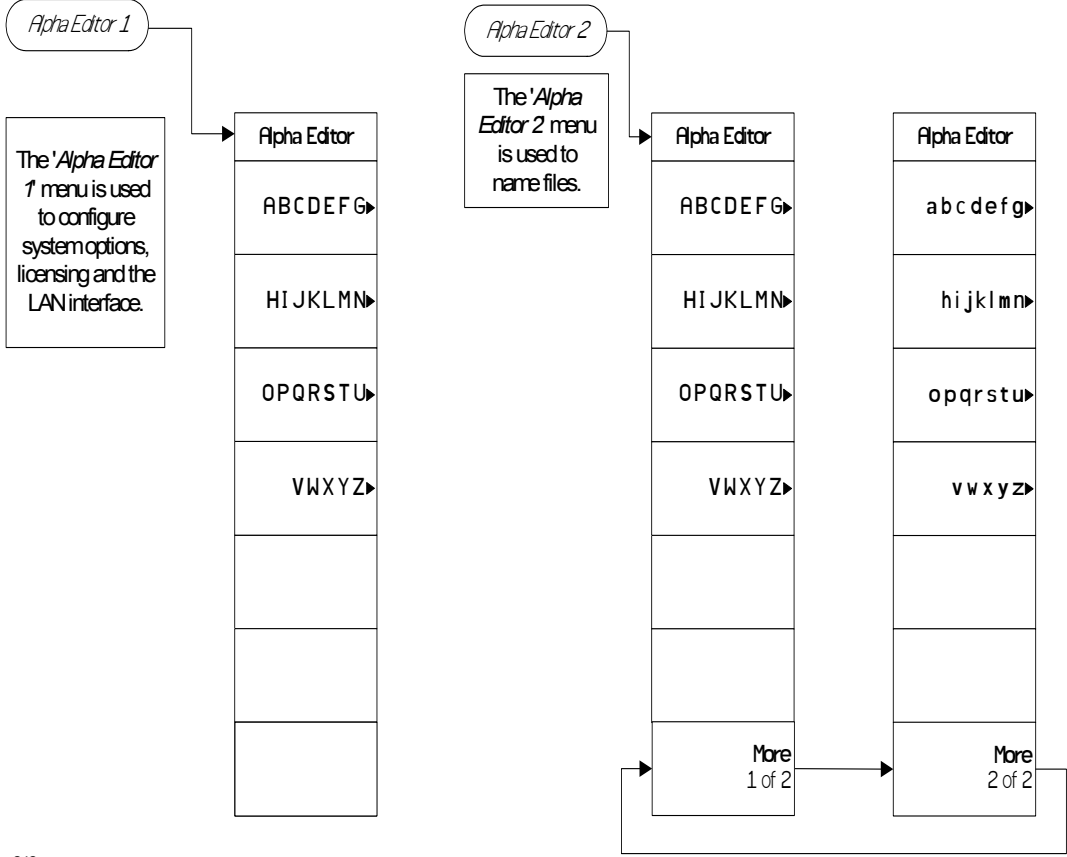 Alpha Editor 1
The 'Alpha Editor
1' menu is used
to configure
system options,
licensing and the
LAN interface.
Alpha Editor
ABCDEFG
HIJKLMN
OPQRSTU
VWXYZ
Alpha Editor 2
The 'Alpha
Editor 2 menu
is used to
name files.
Alpha Editor
ABCDEFG
HIJKLMN
OPQRSTU
VWXYZ
More
1 of 2
Alpha Editor
abcdefg
hijklmn
opqrstu
vwxyz
More
2 of 2